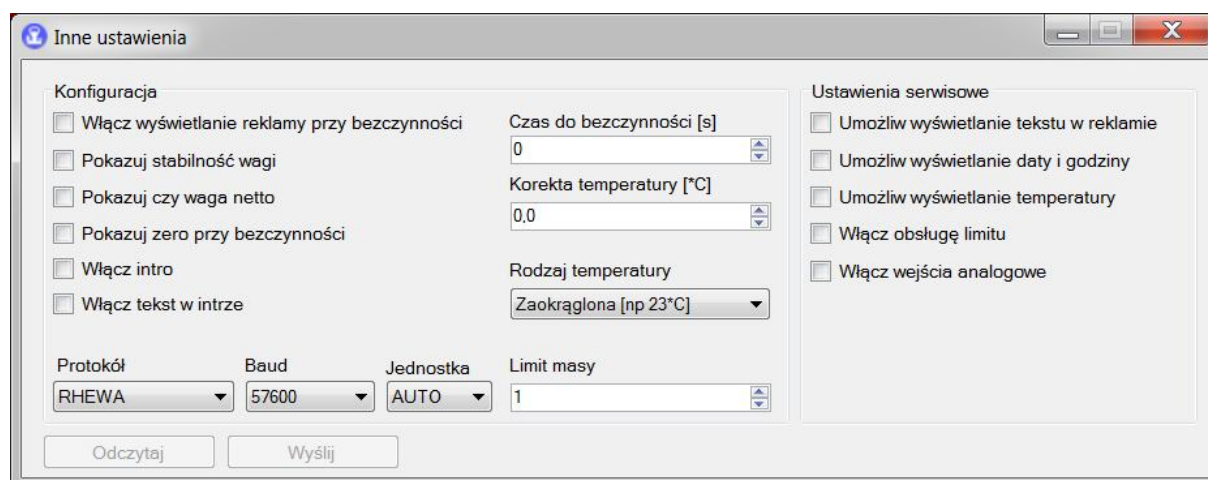 Inne ustawienia
Konfiguracja
Włącz wyświetlanie reklamy przy bezczynności
Pokazuj stabilność wagi
Pokazuj czy waga netto
Pokazuj zero przy bezczynności
Włącz intro
Włącz tekst w intrze
Czas do bezczynności [s]
0
Korekta temperatury [*C]
0,0
Rodzaj temperatury
Zaokrąglona [np 23*C]
Protokół
RHEWA
Baud
57600
Jednostka
AUTO
Limit masy
1
Ustawienia serwisowe
Umożliw wyświetlanie tekstu w reklamie
Umożliw wyświetlanie daty i godziny
Umożliw wyświetlanie temperatury
Włącz obsługę limitu
Włącz wejścia analogowe
Odczytaj
Wyślij